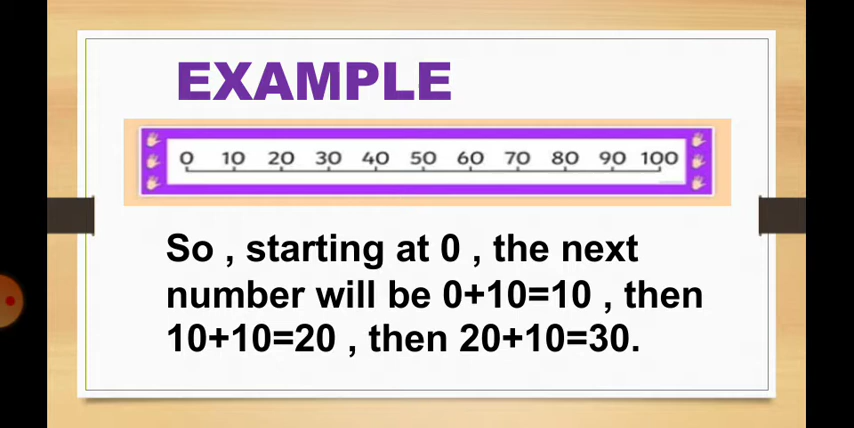 EXAMPLE
0 10 20 30 40 50 60 70 80 90 100
So , starting at 0 , the next
number will be 0+10=10 , then
10+10=20 , then 20+10=30.